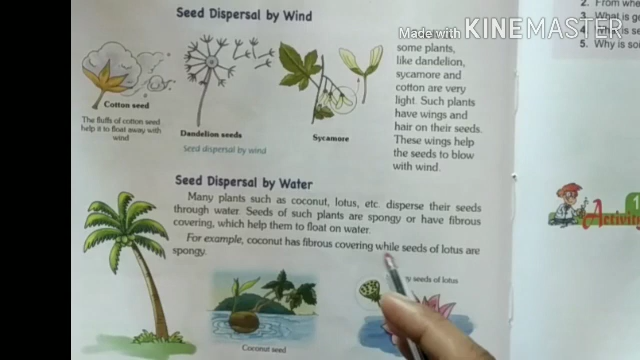 Made with KINEMASTER
Seed Dispersal by Wind
some plants,
like dandelion,
sycamore and
cotton are very
light. Such plants
have wings and
hair on their seeds.
These wings help
the seeds to blow
with wind.
Cotton seed
The fluffs of cotton seed
help it to float away with
wind
Dandelion seeds
Sycamore
Seed dispersal by wind
Seed Dispersal by Water
Many plants such as coconut, lotus, etc. disperse their seeds
through water. Seeds of such plants are spongy or have fibrous
covering, which help them to float on water.
For example, coconut has fibrous covering while seeds of lotus are
spongy.
Coconut seed
seeds of lotus
2. From
3. What is
4. is
5. Why is
1